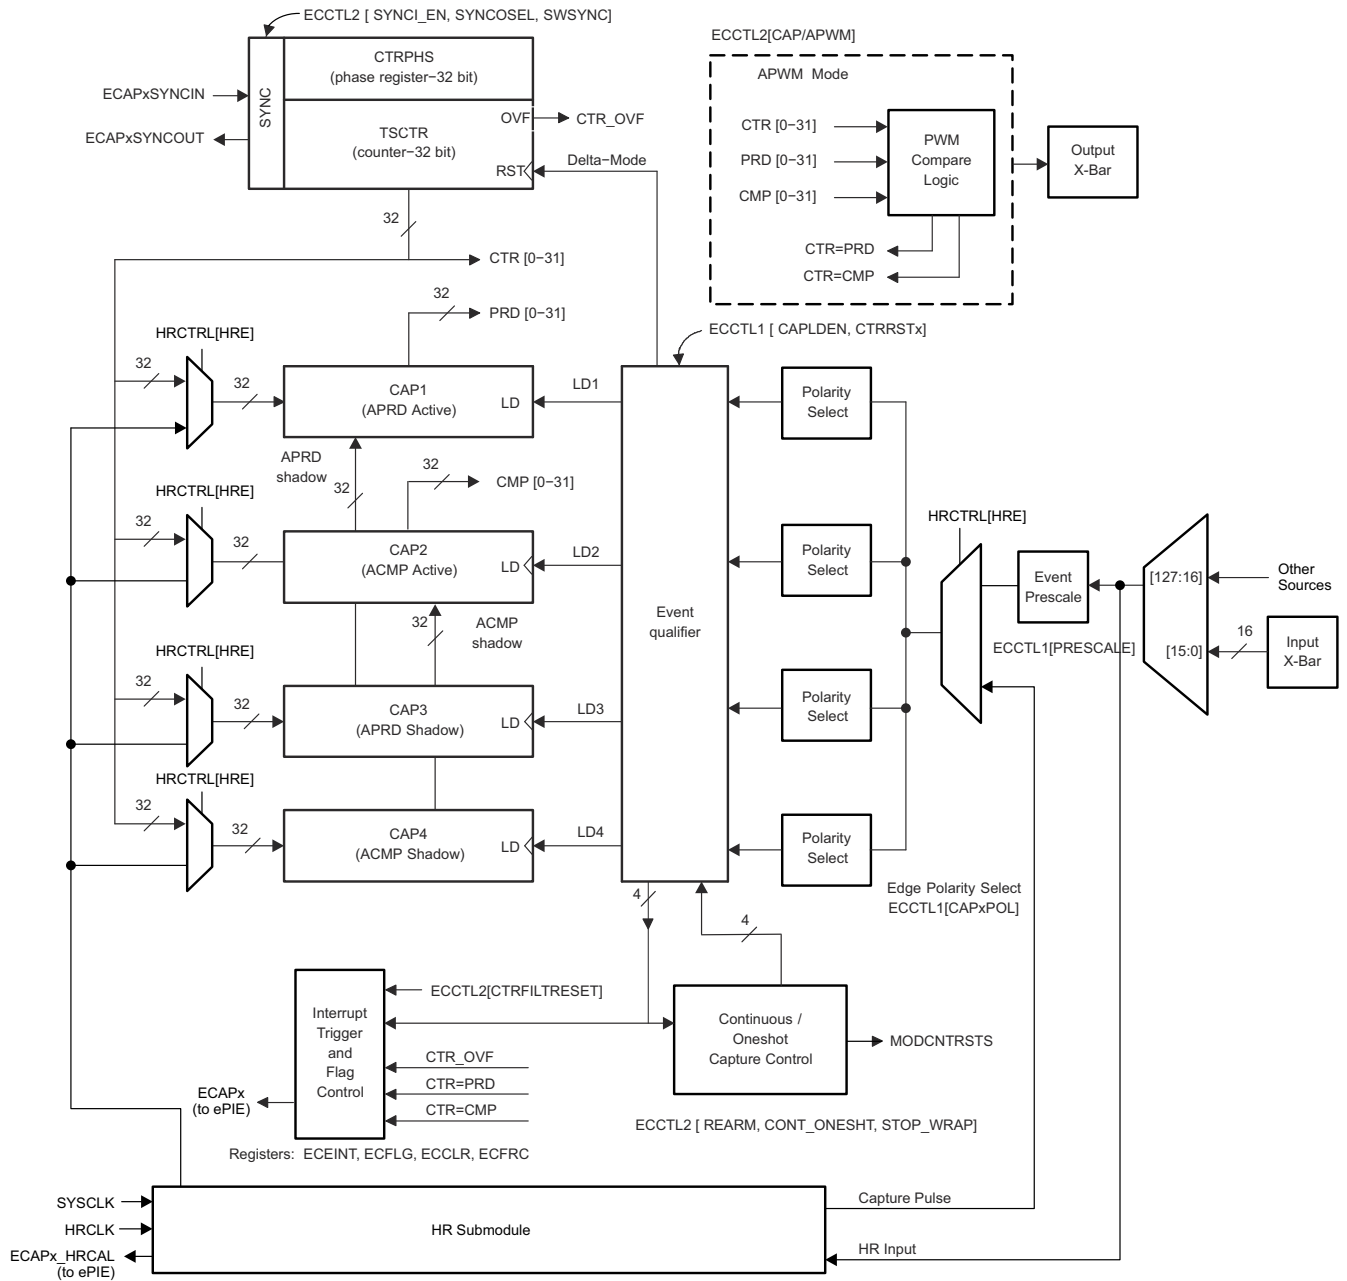 ECCTL2 [ SYNCI_EN, SYNCOSEL, SWSYNC]
SYNC
CTRPHS
(phase register−32 bit)
TSCTR
(counter−32 bit)
OVF
RST
ECAPxSYNCIN
ECAPxSYNCOUT
CTR_OVF
Delta−Mode
ECCTL2[CAP/APWM]
APWM Mode
CTR [0−31]
PRD [0−31]
CMP [0−31]
PWM
Compare
Logic
Output
X-Bar
CTR=PRD
CTR=CMP
32
CTR [0−31]
32
PRD [0−31]
ECCTL1 [ CAPLDEN, CTRRSTx]
HRCTRL[HRE]
32
32
CAP1
(APRD Active)
LD
LD1
Polarity
Select
APRD
shadow
32
32
CMP [0−31]
HRCTRL[HRE]
32
32
CAP2
(ACMP Active)
LD
LD2
Polarity
Select
HRCTRL[HRE]
Event
Prescale
[127:16]
Other
Sources
ECCTL1[PRESCALE]
[15:0]
16
Input
X-Bar
Event
qualifier
32
ACMP
shadow
HRCTRL[HRE]
32
32
CAP3
(APRD Shadow)
LD
LD3
Polarity
Select
HRCTRL[HRE]
32
32
CAP4
(ACMP Shadow)
LD
LD4
Polarity
Select
Edge Polarity Select
ECCTL1[CAPxPOL]
4
4
Interrupt
Trigger
and
Flag
Control
ECCTL2[CTRFILTRESET]
CTR_OVF
CTR=PRD
CTR=CMP
ECAPx
(to ePIE)
Continuous /
Oneshot
Capture Control
MODCNTRSTS
ECCTL2 [ REARM, CONT_ONESHT, STOP_WRAP]
Registers: ECEINT, ECFLG, ECCLR, ECFRC
SYSCLK
HRCLK
ECAPx_HRCAL
(to ePIE)
HR Submodule
Capture Pulse
HR Input